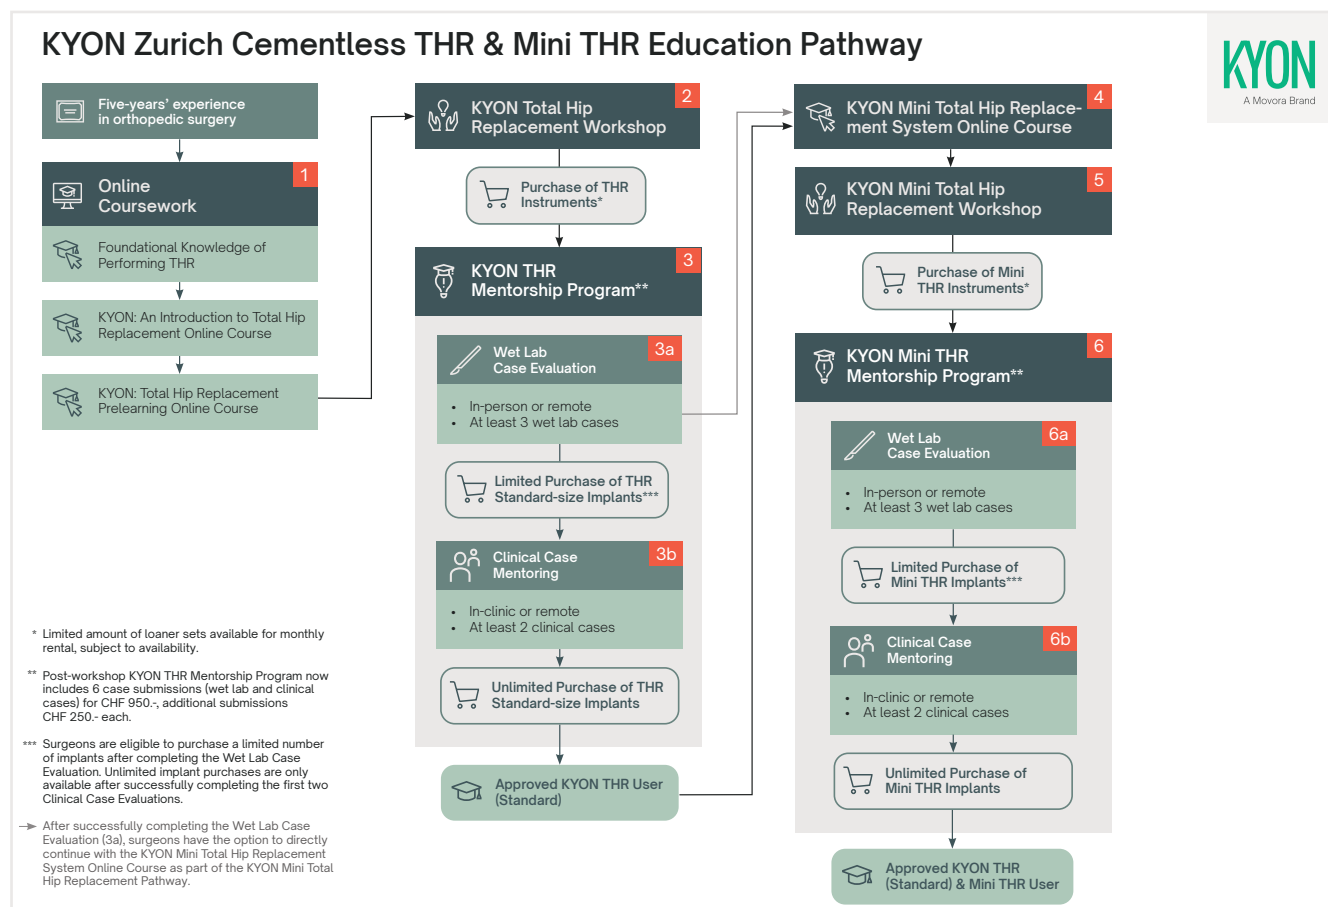 KYON Zurich Cementless THR & Mini THR Education Pathway
KYON
A Movora Brand
Five-years' experience
in orthopedic surgery
1
Online
Coursework
Foundational Knowledge of
Performing THR
KYON: An Introduction to Total Hip
Replacement Online Course
KYON: Total Hip Replacement
Prelearning Online Course
2
KYON Total Hip
Replacement Workshop
Purchase of THR
Instruments*
3
KYON THR
Mentorship Program**
3a
Wet Lab
Case Evaluation
• In-person or remote
• At least 3 wet lab cases
Limited Purchase of THR
Standard-size Implants***
3b
Clinical Case
Mentoring
• In-clinic or remote
• At least 2 clinical cases
Unlimited Purchase of THR
Standard-size Implants
Approved KYON THR User
(Standard)
4
KYON Mini Total Hip Replace-
ment System Online Course
5
KYON Mini Total Hip
Replacement Workshop
Purchase of Mini
THR Instruments*
6
KYON Mini THR
Mentorship Program**
6a
Wet Lab
Case Evaluation
• In-person or remote
• At least 3 wet lab cases
Limited Purchase of
Mini THR Implants***
6b
Clinical Case
Mentoring
• In-clinic or remote
• At least 2 clinical cases
Unlimited Purchase of
Mini THR Implants
Approved KYON THR
(Standard) & Mini THR User
* Limited amount of loaner sets available for monthly
rental, subject to availability.
** Post-workshop KYON THR Mentorship Program now
includes 6 case submissions (wet lab and clinical
cases) for CHF 950.-, additional submissions
CHF 250.- each.
*** Surgeons are eligible to purchase a limited number
of implants after completing the Wet Lab Case
Evaluation. Unlimited implant purchases are only
available after successfully completing the first two
Clinical Case Evaluations.
After successfully completing the Wet Lab Case
Evaluation (3a), surgeons have the option to directly
continue with the KYON Mini Total Hip Replacement
System Online Course as part of the KYON Mini Total
Hip Replacement Pathway.